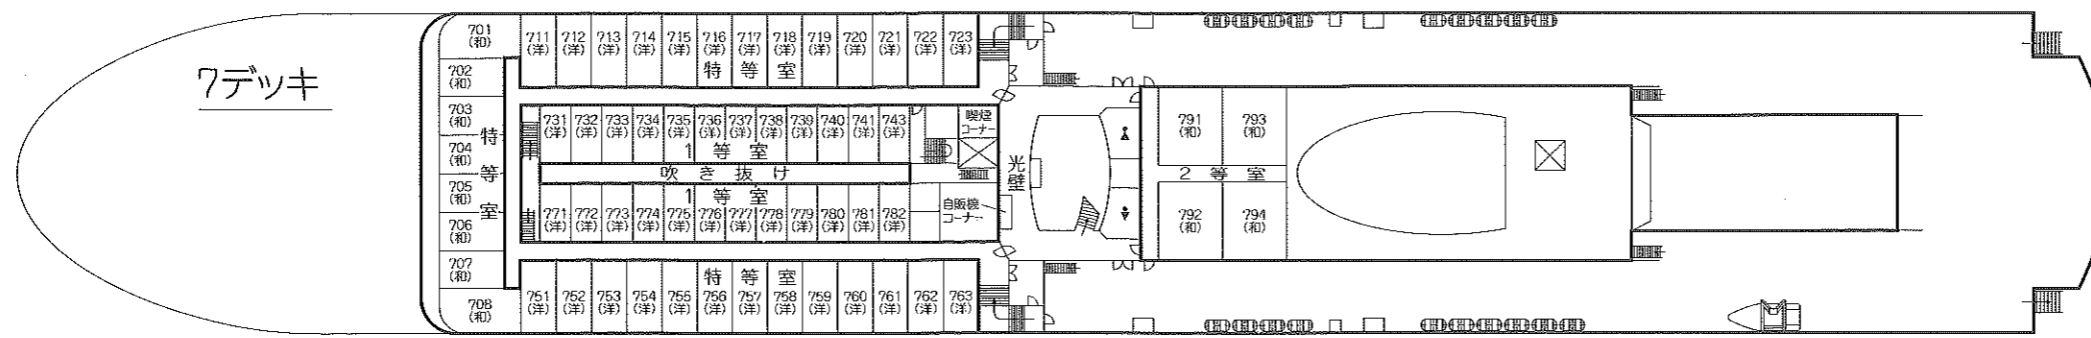 7デッキ
701
(和)
702
(和)
703
(和)
704
(和)
705
(和)
706
(和)
707
(和)
708
(和)
特等室
711 712 713 714 715 716 717 718 719 720 721 722 723
(洋) (洋) (洋) (洋) (洋) (洋) (洋) (洋) (洋) (洋) (洋) (洋) (洋)
特等室
731 732 733 734 735 736 737 738 739 740 741 743
(洋) (洋) (洋) (洋) (洋) (洋) (洋) (洋) (洋) (洋) (洋) (洋)
1等室
吹き抜け
1等室
771 772 773 774 775 776 777 778 779 780 781 782
(洋) (洋) (洋) (洋) (洋) (洋) (洋) (洋) (洋) (洋) (洋) (洋)
特等室
751 752 753 754 755 756 757 758 759 760 761 762 763
(洋) (洋) (洋) (洋) (洋) (洋) (洋) (洋) (洋) (洋) (洋) (洋) (洋)
喫煙
コーナー
自販機
コーナー
光壁
791 793
(和) (和)
2等室
792 794
(和) (和)